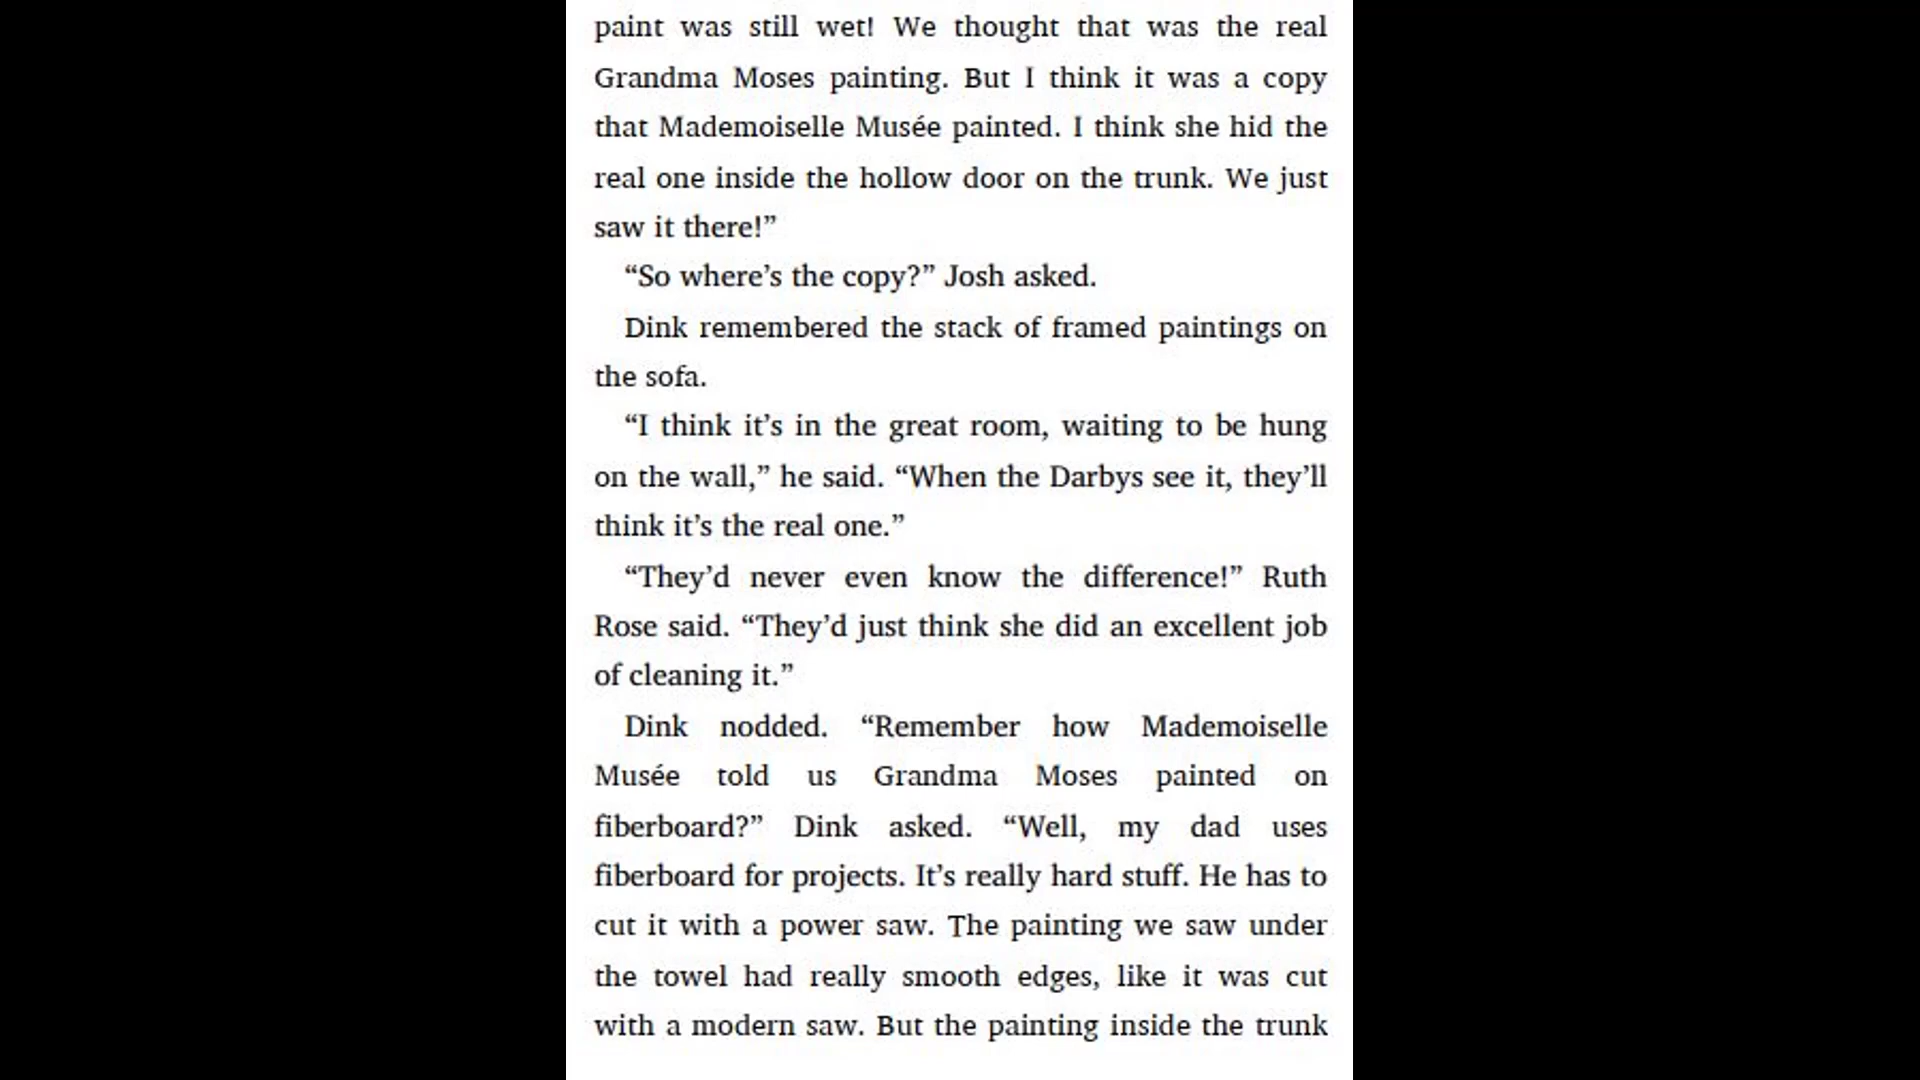 paint was still wet! We thought that was the real
Grandma Moses painting. But I think it was a copy
that Mademoiselle Musée painted. I think she hid the
real one inside the hollow door on the trunk. We just
saw it there!”
“So where’s the copy?” Josh asked.
Dink remembered the stack of framed paintings on
the sofa.
“I think it’s in the great room, waiting to be hung
on the wall,” he said. “When the Darbys see it, they’ll
think it’s the real one.”
“They’d never even know the difference!” Ruth
Rose said. “They’d just think she did an excellent job
of cleaning it.”
Dink nodded. “Remember how Mademoiselle
Musée told us Grandma Moses painted on
fiberboard?” Dink asked. “Well, my dad uses
fiberboard for projects. It’s really hard stuff. He has to
cut it with a power saw. The painting we saw under
the towel had really smooth edges, like it was cut
with a modern saw. But the painting inside the trunk